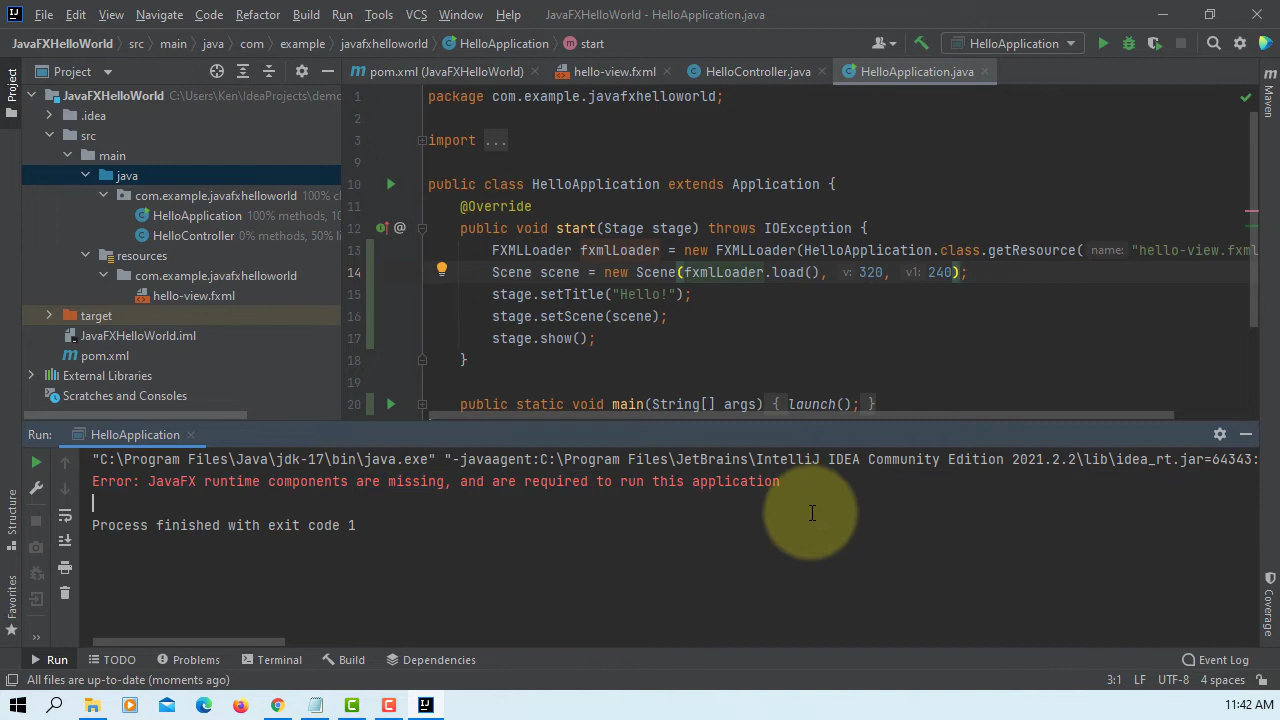 File Edit View Navigate Code Refactor Build Run Tools VCS Window Help JavaFXHelloWorld - HelloApplication.java
JavaFXHelloWorld src main java com example javafxhelloworld HelloApplication start HelloApplication
Project
Project
pom.xml (JavaFXHelloWorld) hello-view.fxml HelloController.java HelloApplication.java
Maven
JavaFXHelloWorld C:\Users\Ken\IdeaProjects\demo
.idea
src
main
java
com.example.javafxhelloworld 100%
HelloApplication 100% methods, 10
HelloController 0% methods, 50%
resources
com.example.javafxhelloworld
hello-view.fxml
target
JavaFXHelloWorld.iml
pom.xml
External Libraries
Scratches and Consoles
1 package com.example.javafxhelloworld;
2
3 import ...
9
10 public class HelloApplication extends Application {
11 @Override
12 @ public void start(Stage stage) throws IOException {
13 FXMLLoader fxmlLoader = new FXMLLoader(HelloApplication.class.getResource( name: "hello-view.fxml
14 Scene scene = new Scene(fxmlLoader.load(), v: 320, v1: 240);
15 stage.setTitle("Hello!");
16 stage.setScene(scene);
17 stage.show();
18 }
19
20 public static void main(String[] args) { launch(); }
Run: HelloApplication
"C:\Program Files\Java\jdk-17\bin\java.exe" "-javaagent:C:\Program Files\JetBrains\IntelliJ IDEA Community Edition 2021.2.2\lib\idea_rt.jar=64343:
Error: JavaFX runtime components are missing, and are required to run this application
Process finished with exit code 1
Structure
Favorites
Coverage
Run TODO Problems Terminal Build Dependencies Event Log
All files are up-to-date (moments ago) 3:1 LF UTF-8 4 spaces
11:42 AM